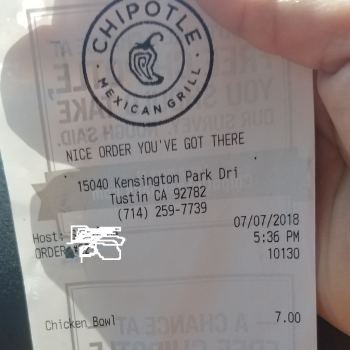 CHIPOTLE
MEXICAN GRILL
NICE ORDER YOU'VE GOT THERE
15040 Kensington Park Dri
Tustin CA 92782
(714) 259-7739
07/07/2018
Host: 5:36 PM
ORDER 10130
Chicken Bowl 7.00